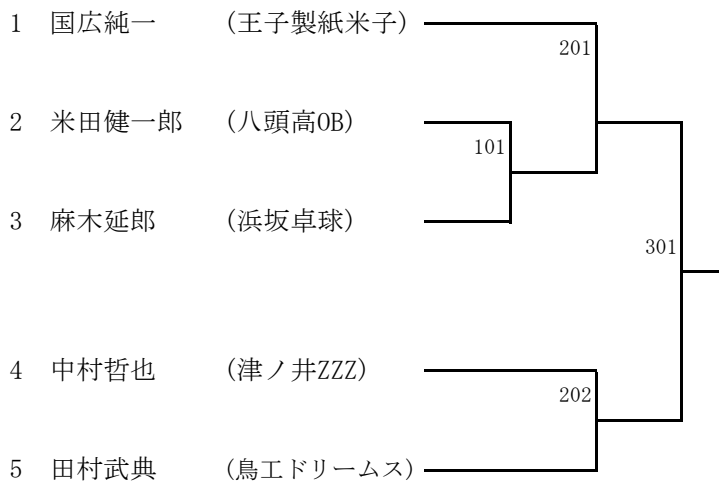 1 国広純一 (王子製紙米子)
201
2 米田健一郎 (八頭高OB)
101
3 麻木延郎 (浜坂卓球)
301
4 中村哲也 (津ノ井ZZZ)
202
5 田村武典 (鳥工ドリームス)